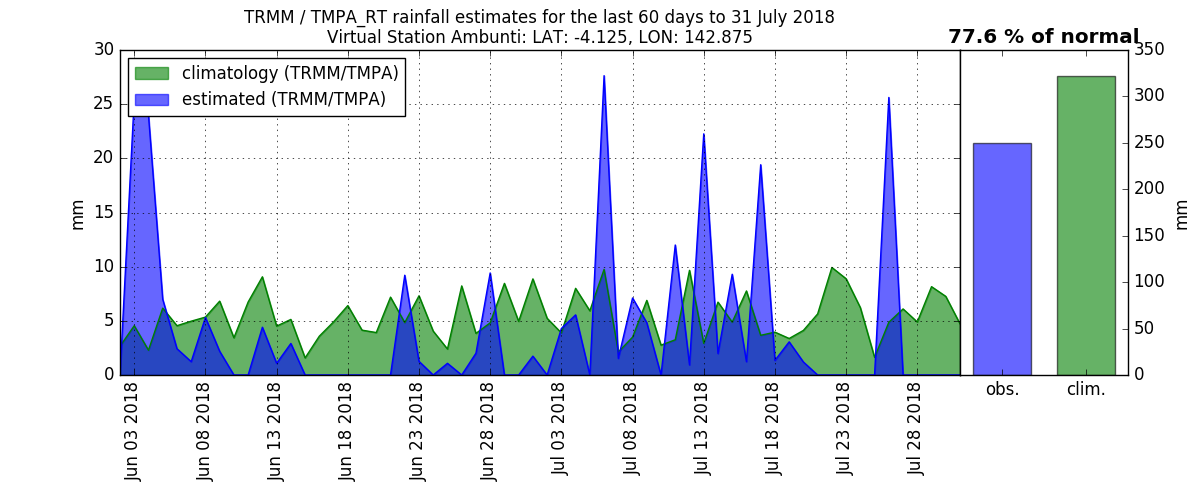 TRMM / TMPA_RT rainfall estimates for the last 60 days to 31 July 2018
Virtual Station Ambunti: LAT: -4.125, LON: 142.875
77.6 % of normal
climatology (TRMM/TMPA)
estimated (TRMM/TMPA)
30
25
20
15
10
5
0
mm
Jun 03 2018
Jun 08 2018
Jun 13 2018
Jun 18 2018
Jun 23 2018
Jun 28 2018
Jul 03 2018
Jul 08 2018
Jul 13 2018
Jul 18 2018
Jul 23 2018
Jul 28 2018
obs.
clim.
350
300
250
200
150
100
50
0
mm